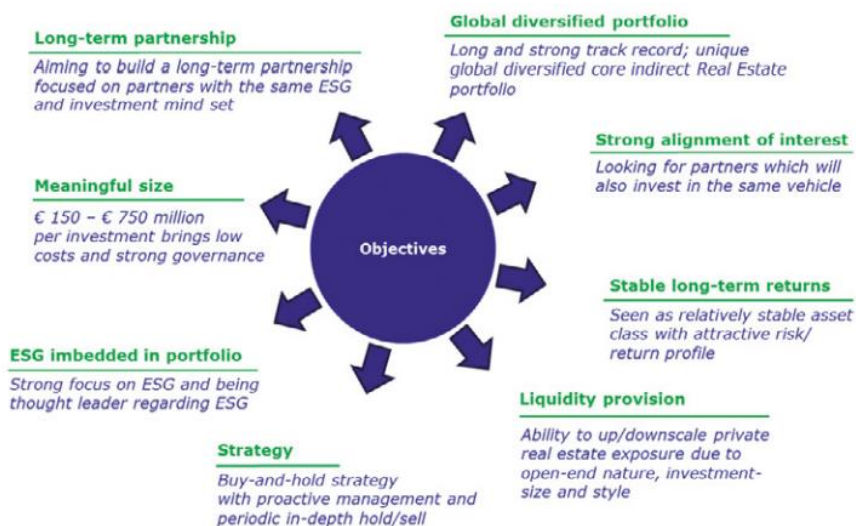 Long-term partnership
Aiming to build a long-term partnership
focused on partners with the same ESG
and investment mind set
Global diversified portfolio
Long and strong track record; unique
global diversified core indirect Real Estate
portfolio
Strong alignment of interest
Looking for partners which will
also invest in the same vehicle
Meaningful size
€ 150 – € 750 million
per investment brings low
costs and strong governance
Objectives
Stable long-term returns
Seen as relatively stable asset
class with attractive risk/
return profile
ESG imbedded in portfolio
Strong focus on ESG and being
thought leader regarding ESG
Liquidity provision
Ability to up/downscale private
real estate exposure due to
open-end nature, investment-
size and style
Strategy
Buy-and-hold strategy
with proactive management and
periodic in-depth hold/sell